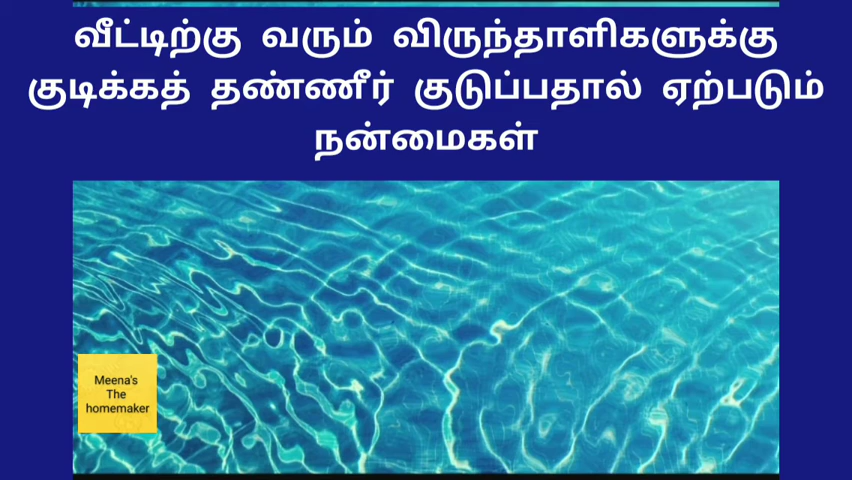 வீட்டிற்கு வரும் விருந்தாளிகளுக்கு
குடிக்கத் தண்ணீர் குடுப்பதால் ஏற்படும்
நன்மைகள்
Meena's
The
homemaker